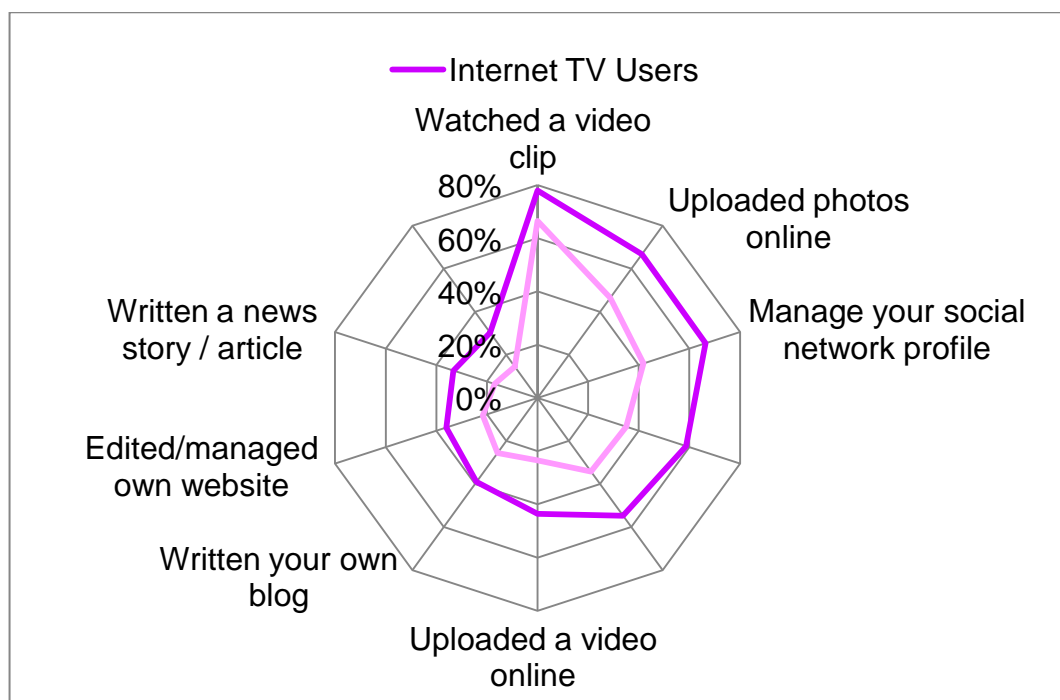 Internet TV Users
Watched a video
clip
80%
60%
40%
20%
0%
Uploaded photos
online
Manage your social
network profile
Uploaded a video
online
Written your own
blog
Edited/managed
own website
Written a news
story / article